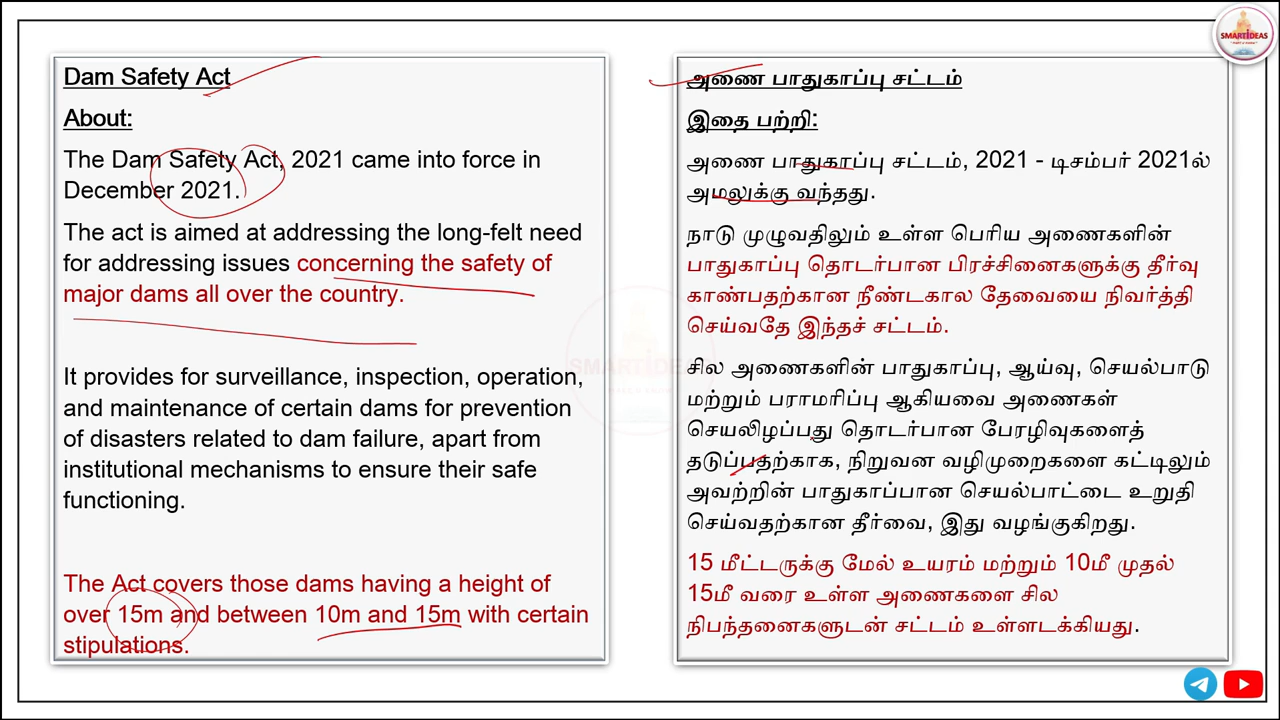 SMARTIDEAS
Dam Safety Act
About:
The Dam Safety Act, 2021 came into force in
December 2021.
The act is aimed at addressing the long-felt need
for addressing issues concerning the safety of
major dams all over the country.
It provides for surveillance, inspection, operation,
and maintenance of certain dams for prevention
of disasters related to dam failure, apart from
institutional mechanisms to ensure their safe
functioning.
The Act covers those dams having a height of
over 15m and between 10m and 15m with certain
stipulations.
அணை பாதுகாப்பு சட்டம்
இதை பற்றி:
அணை பாதுகாப்பு சட்டம், 2021 - டிசம்பர் 2021ல்
அமலுக்கு வந்தது.
நாடு முழுவதிலும் உள்ள பெரிய அணைகளின்
பாதுகாப்பு தொடர்பான பிரச்சினைகளுக்கு தீர்வு
காண்பதற்கான நீண்டகால தேவையை நிவர்த்தி
செய்வதே இந்தச் சட்டம்.
சில அணைகளின் பாதுகாப்பு, ஆய்வு, செயல்பாடு
மற்றும் பராமரிப்பு ஆகியவை அணைகள்
செயலிழப்பது தொடர்பான பேரழிவுகளைத்
தடுப்பதற்காக, நிறுவன வழிமுறைகளை கட்டிலும்
அவற்றின் பாதுகாப்பான செயல்பாட்டை உறுதி
செய்வதற்கான தீர்வை, இது வழங்குகிறது.
15 மீட்டருக்கு மேல் உயரம் மற்றும் 10மீ முதல்
15மீ வரை உள்ள அணைகளை சில
நிபந்தனைகளுடன் சட்டம் உள்ளடக்கியது.
SMARTIDEAS